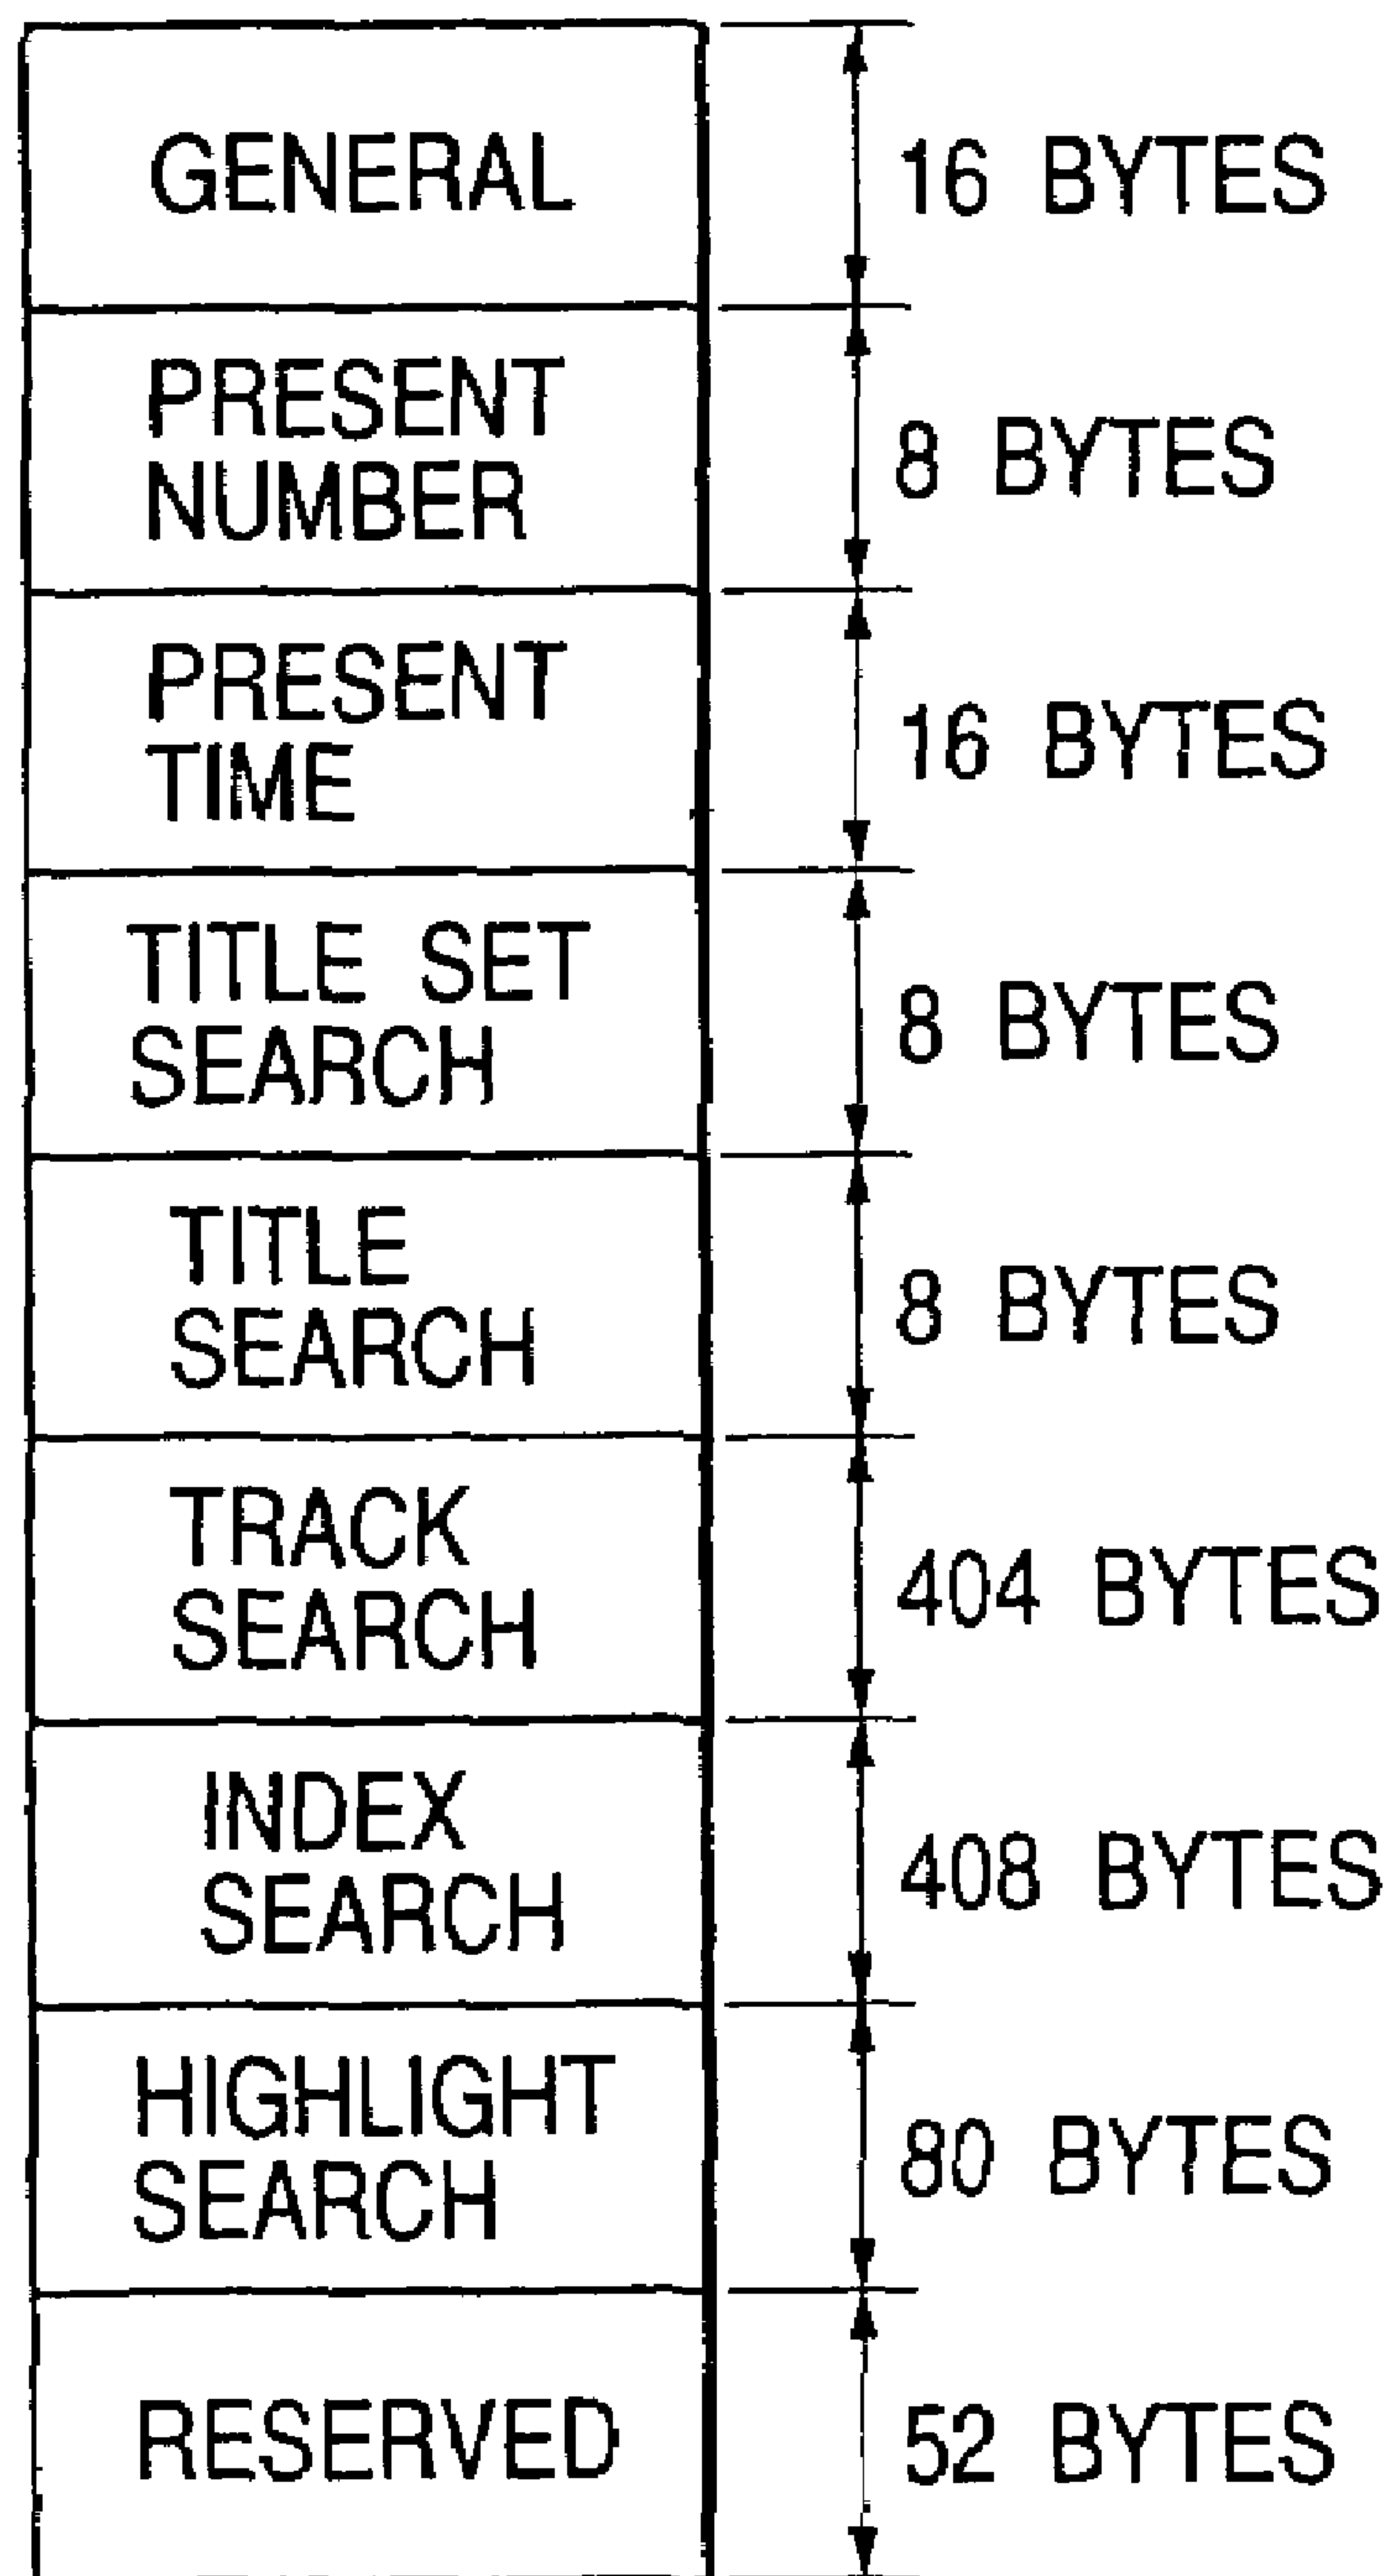 GENERAL
16 BYTES
PRESENT
NUMBER
8 BYTES
PRESENT
TIME
16 BYTES
TITLE SET
SEARCH
8 BYTES
TITLE
SEARCH
8 BYTES
TRACK
SEARCH
404 BYTES
INDEX
SEARCH
408 BYTES
HIGHLIGHT
SEARCH
80 BYTES
RESERVED
52 BYTES